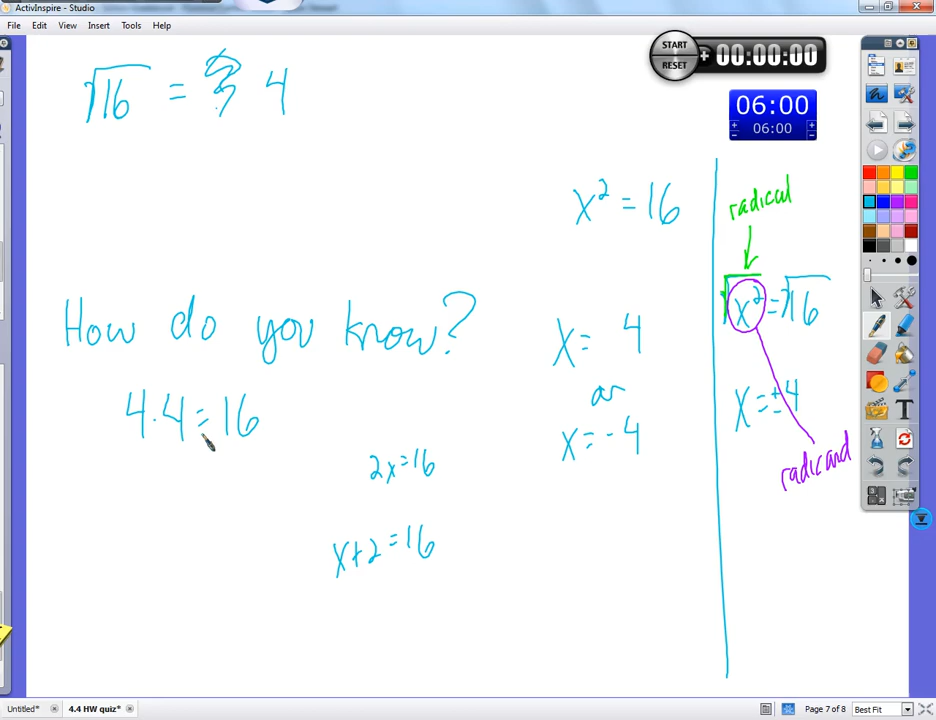 ActivInspire - Studio
File Edit View Insert Tools Help
START
RESET
+ 00:00:00
06:00
06:00
√16 = 4
x² = 16
radical
√x² = √16
How do you know?
x = 4
or
x = -4
x = ±4
4·4 = 16
radicand
2x = 16
x+2 = 16
Untitled* 4.4 HW quiz* Page 7 of 8 Best Fit